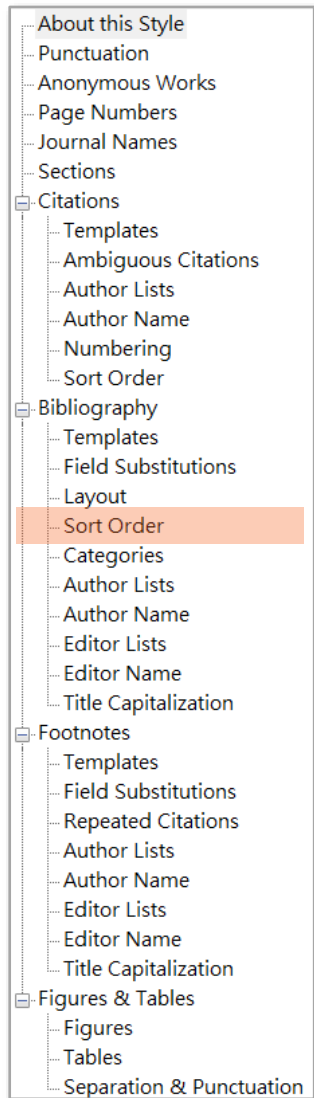 About this Style
Punctuation
Anonymous Works
Page Numbers
Journal Names
Sections
Citations
Templates
Ambiguous Citations
Author Lists
Author Name
Numbering
Sort Order
Bibliography
Templates
Field Substitutions
Layout
Sort Order
Categories
Author Lists
Author Name
Editor Lists
Editor Name
Title Capitalization
Footnotes
Templates
Field Substitutions
Repeated Citations
Author Lists
Author Name
Editor Lists
Editor Name
Title Capitalization
Figures & Tables
Figures
Tables
Separation & Punctuation